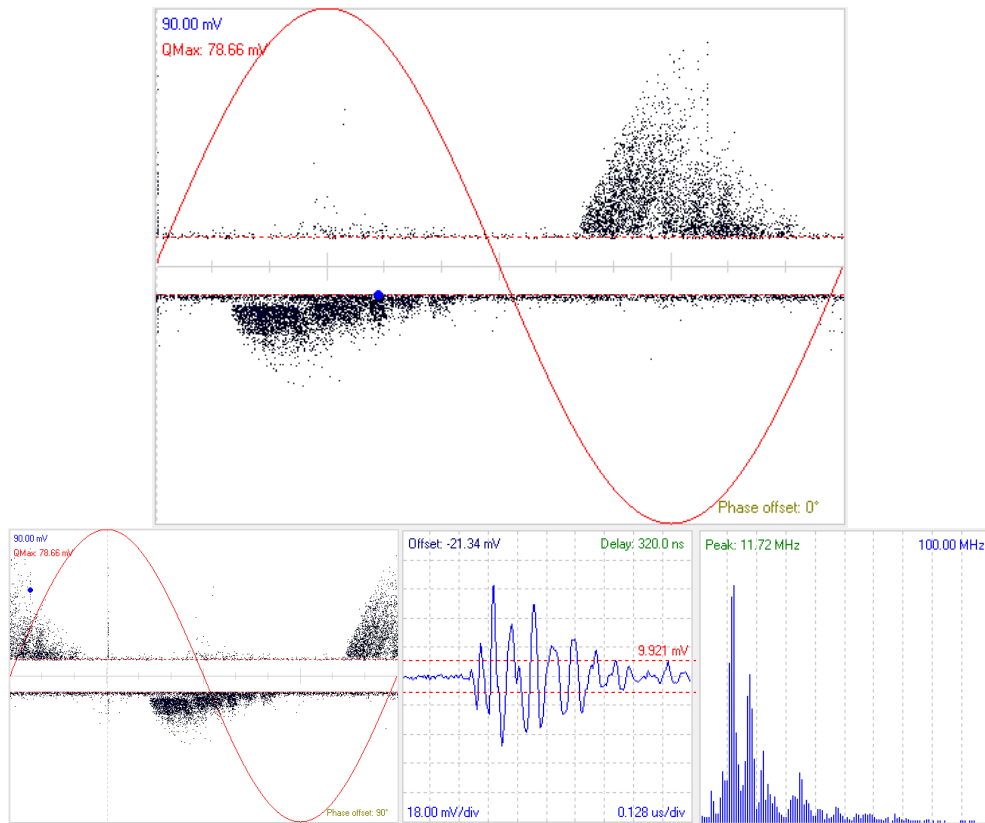 90.00 mV
QMax: 78.66 mV
Phase offset: 0°
90.00 mV
QMax: 78.66 mV
Phase offset: 90°
Offset: -21.34 mV
Delay: 320.0 ns
9.921 mV
18.00 mV/div
0.128 us/div
Peak: 11.72 MHz
100.00 MHz